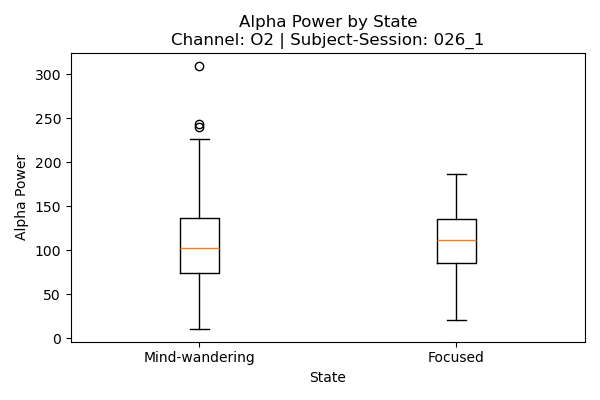 Alpha Power by State
Channel: O2 | Subject-Session: 026_1
300
250
200
150
100
50
0
Alpha Power
Mind-wandering
Focused
State